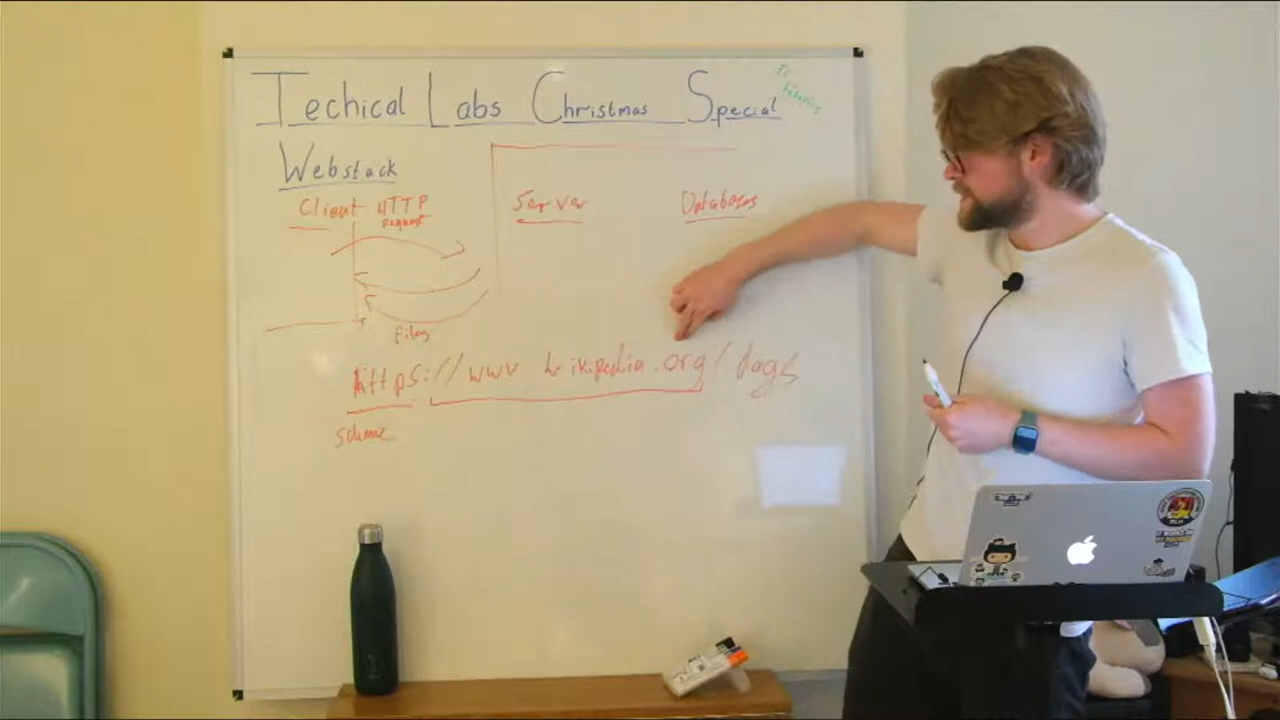 Techical Labs Christmas Special
Webstack
Client HTTP Server Databases
request
files
https://www wikipedia.org/dogs
scheme